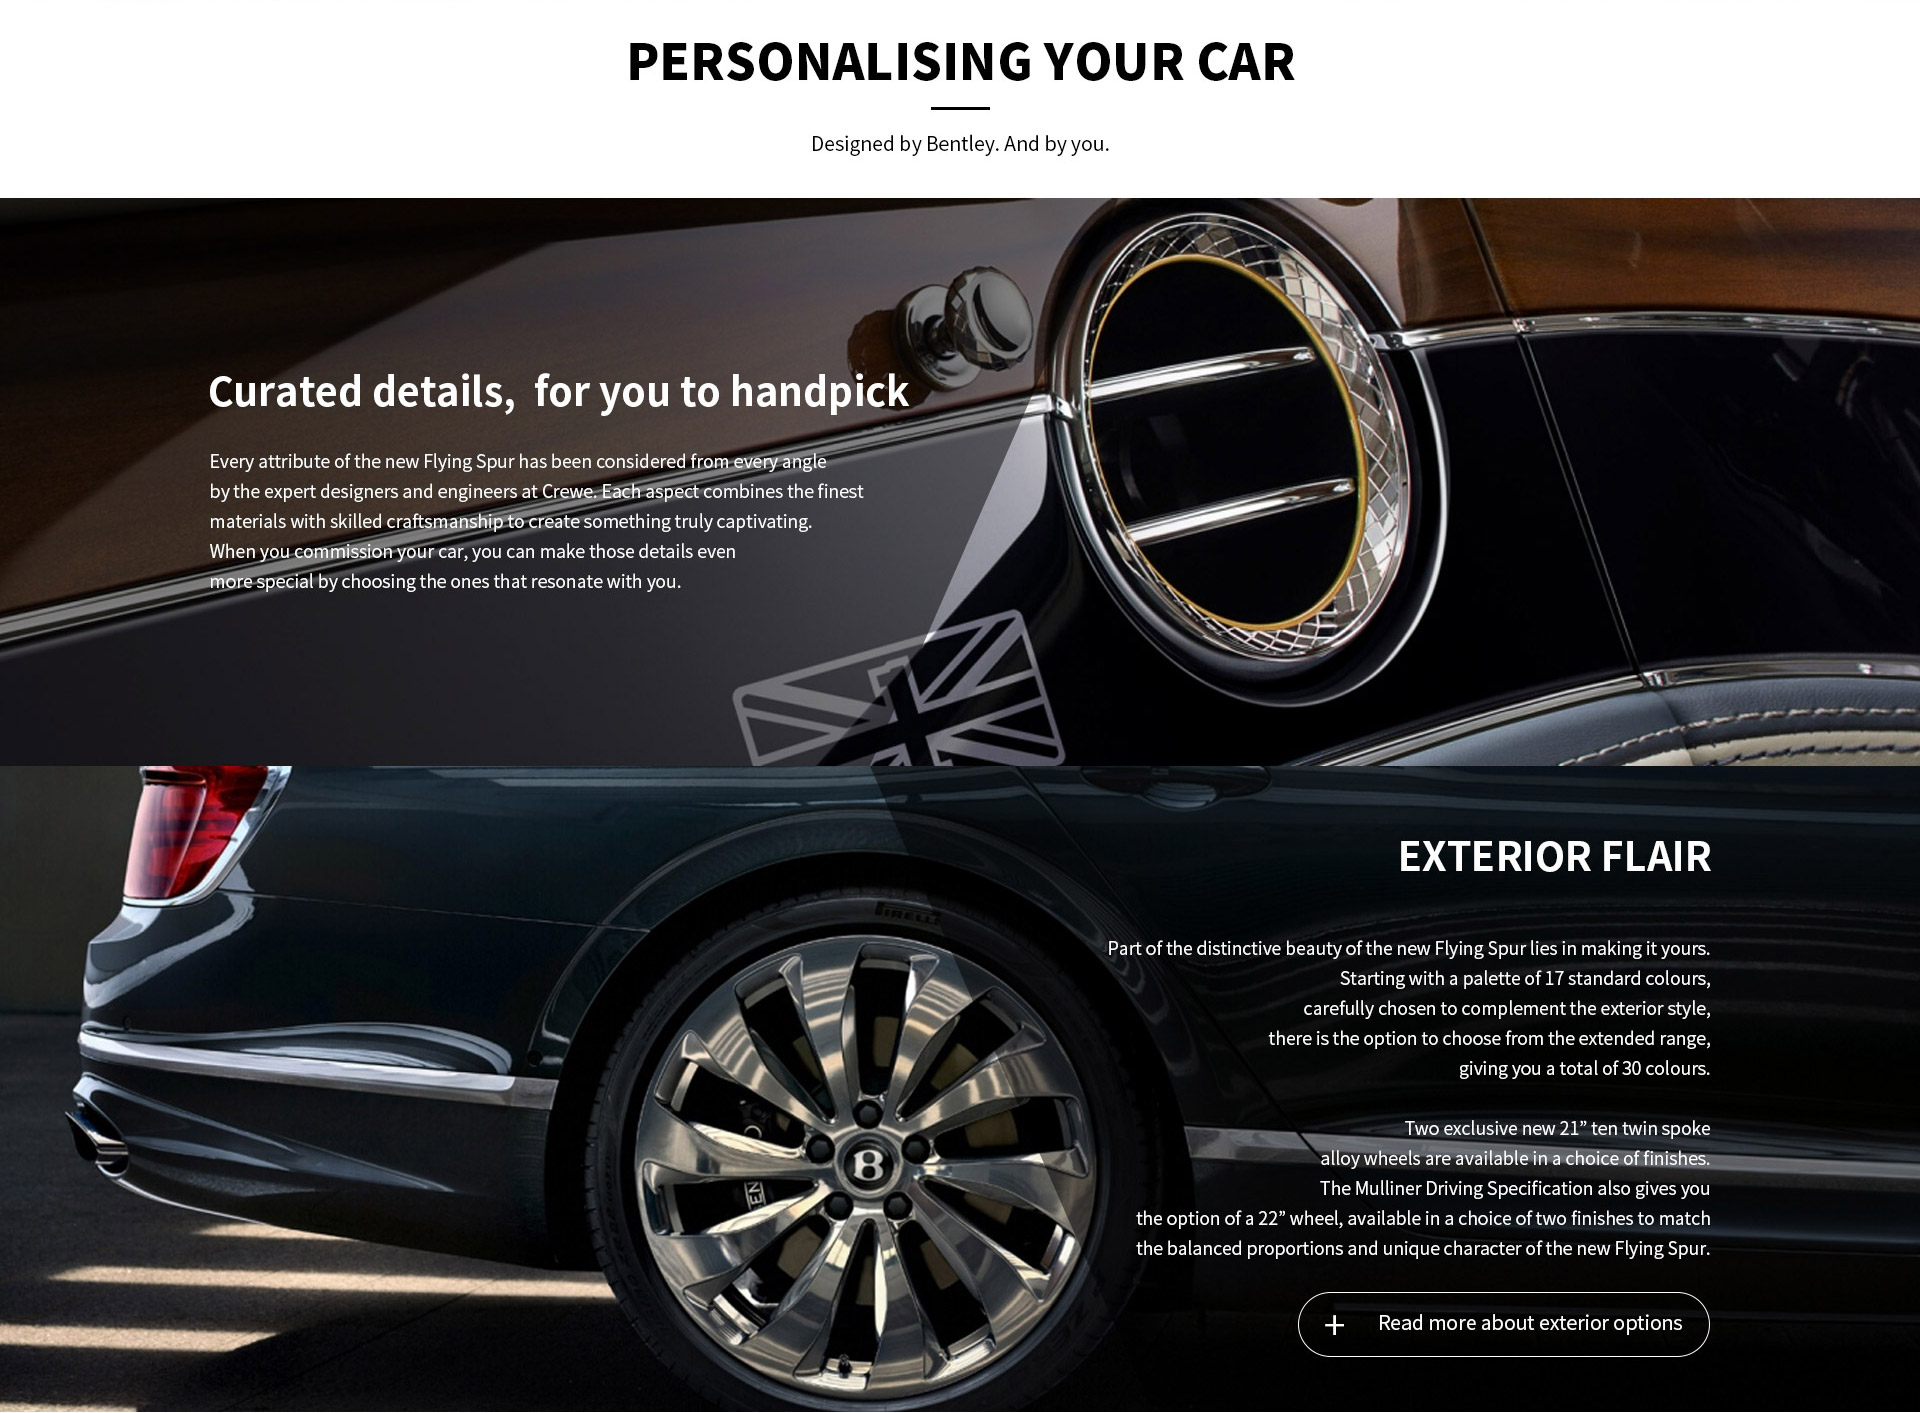 PERSONALISING YOUR CAR
Designed by Bentley. And by you.
Curated details,  for you to handpick
Every attribute of the new Flying Spur has been considered from every angle
by the expert designers and engineers at Crewe. Each aspect combines the finest
materials with skilled craftsmanship to create something truly captivating.
When you commission your car, you can make those details even
more special by choosing the ones that resonate with you.
EXTERIOR FLAIR
Part of the distinctive beauty of the new Flying Spur lies in making it yours.
Starting with a palette of 17 standard colours,
carefully chosen to complement the exterior style,
there is the option to choose from the extended range,
giving you a total of 30 colours.
Two exclusive new 21” ten twin spoke
alloy wheels are available in a choice of finishes.
The Mulliner Driving Specification also gives you
the option of a 22” wheel, available in a choice of two finishes to match
the balanced proportions and unique character of the new Flying Spur.
+ Read more about exterior options
PIRELLI
B